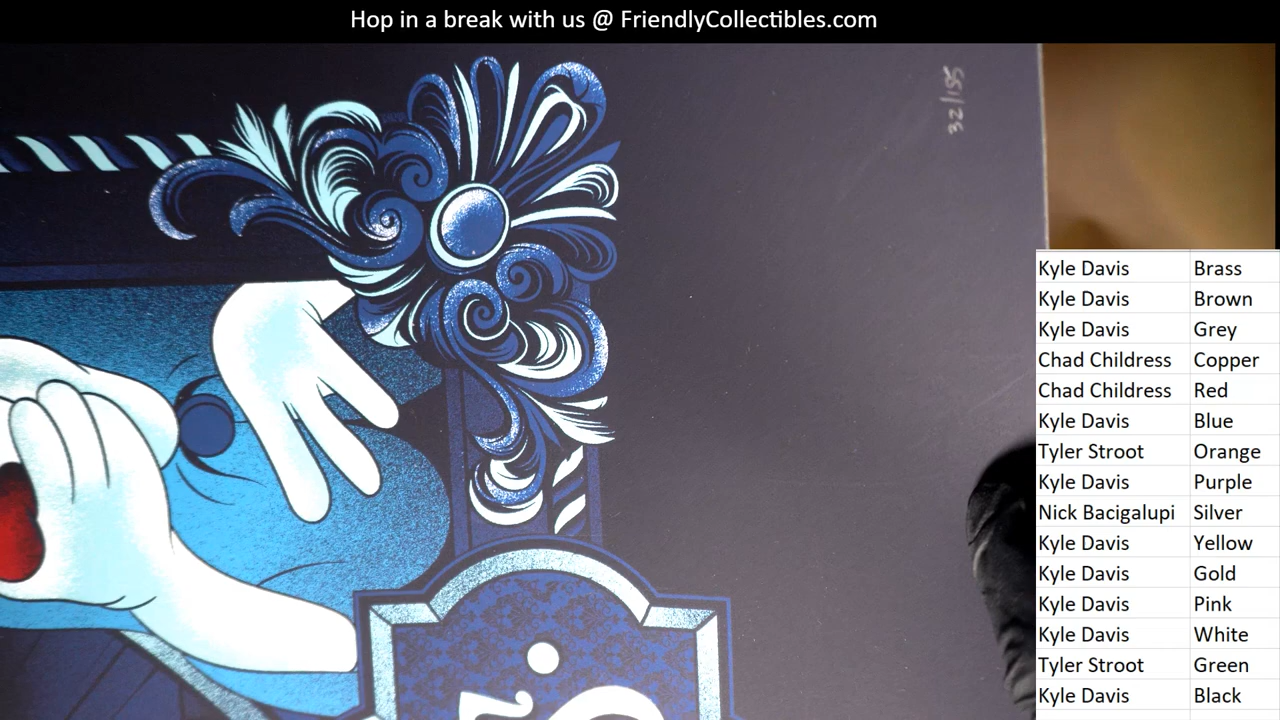 Hop in a break with us @ FriendlyCollectibles.com
32/155
Kyle Davis Brass
Kyle Davis Brown
Kyle Davis Grey
Chad Childress Copper
Chad Childress Red
Kyle Davis Blue
Tyler Stroot Orange
Kyle Davis Purple
Nick Bacigalupi Silver
Kyle Davis Yellow
Kyle Davis Gold
Kyle Davis Pink
Kyle Davis White
Tyler Stroot Green
Kyle Davis Black